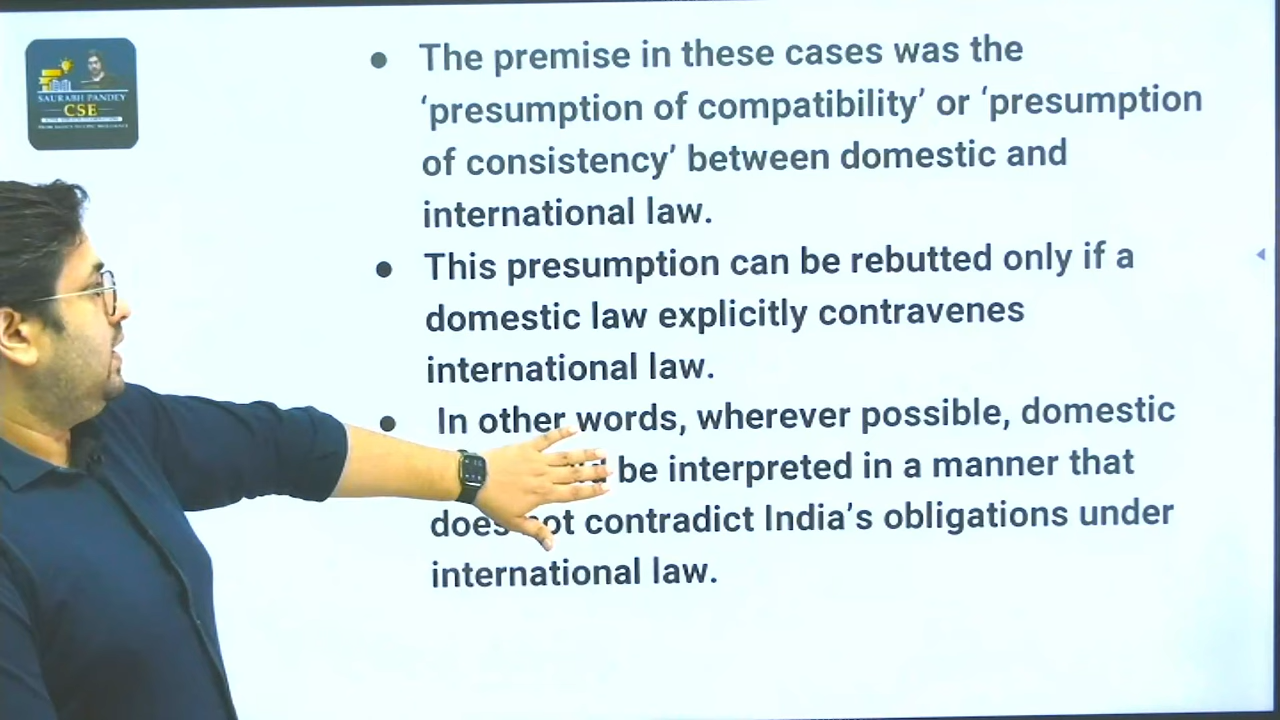 SAURABH PANDEY
CSE
• The premise in these cases was the
‘presumption of compatibility’ or ‘presumption
of consistency’ between domestic and
international law.
• This presumption can be rebutted only if a
domestic law explicitly contravenes
international law.
• In other words, wherever possible, domestic
be interpreted in a manner that
does not contradict India’s obligations under
international law.